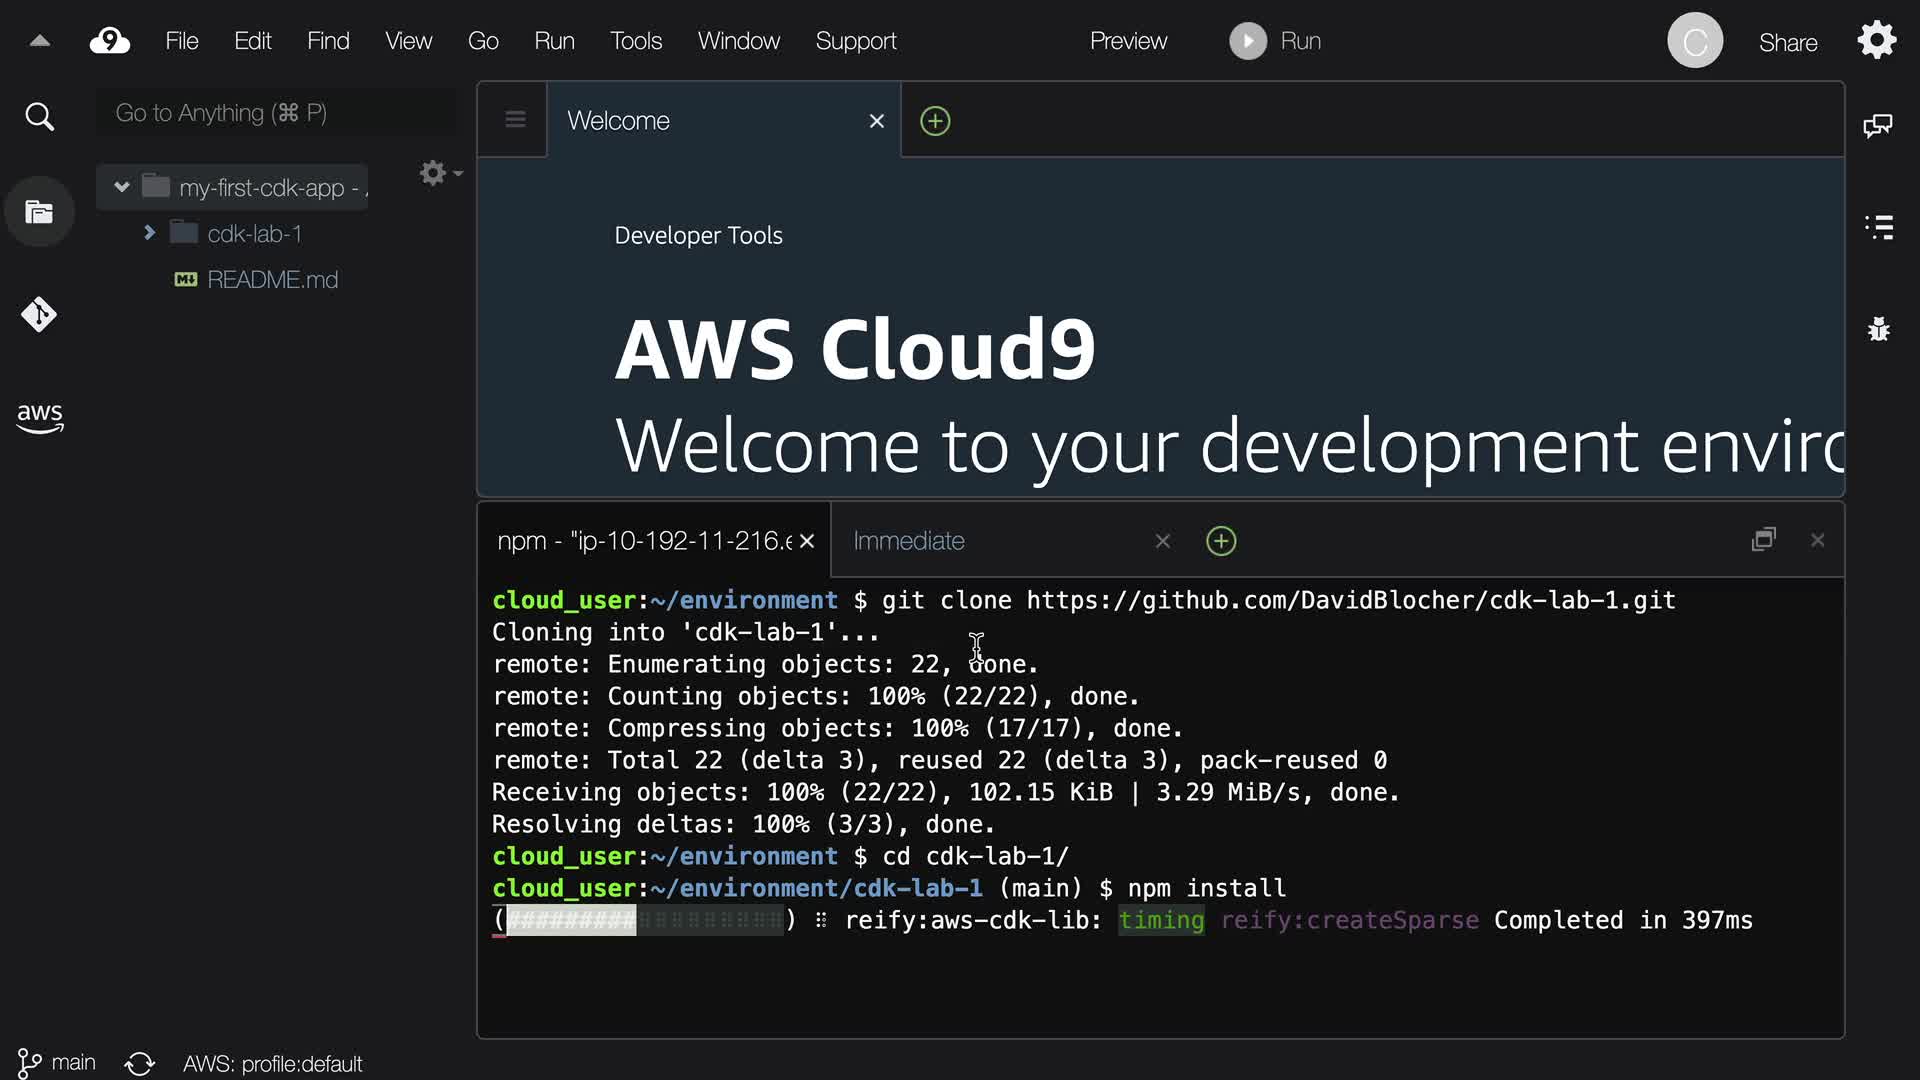 9 File Edit Find View Go Run Tools Window Support Preview Run C Share
Go to Anything (⌘ P)
my-first-cdk-app -
cdk-lab-1
M↓ README.md
aws
Welcome
Developer Tools
AWS Cloud9
Welcome to your development enviro
npm - "ip-10-192-11-216.e Immediate
cloud_user:~/environment $ git clone https://github.com/DavidBlocher/cdk-lab-1.git
Cloning into 'cdk-lab-1'...
remote: Enumerating objects: 22, done.
remote: Counting objects: 100% (22/22), done.
remote: Compressing objects: 100% (17/17), done.
remote: Total 22 (delta 3), reused 22 (delta 3), pack-reused 0
Receiving objects: 100% (22/22), 102.15 KiB | 3.29 MiB/s, done.
Resolving deltas: 100% (3/3), done.
cloud_user:~/environment $ cd cdk-lab-1/
cloud_user:~/environment/cdk-lab-1 (main) $ npm install
(#########⠂⠂⠂⠂⠂⠂⠂⠂⠂) ⠸ reify:aws-cdk-lib: timing reify:createSparse Completed in 397ms
main AWS: profile:default